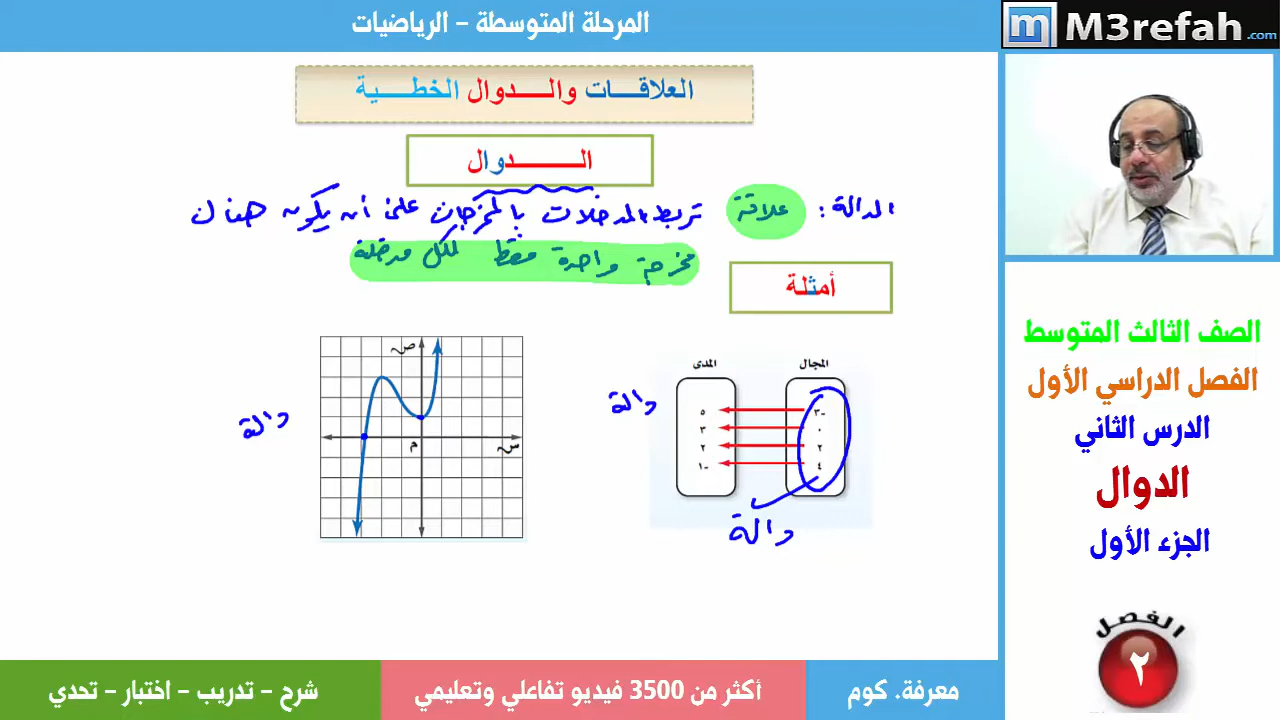 المرحلة المتوسطة – الرياضيات
M3refah.com
العلاقات والدوال الخطية
الدوال
الدالة : علاقة تربط المدخلات بالمخرجات على أن يكون هناك
مخرجة واحدة فقط لكل مدخلة
أمثلة
المجال
المدى
-٣ ٥
٠ ٣
٢ ٢
٤ -١
دالة
دالة
ص
س
م
دالة
الصف الثالث المتوسط
الفصل الدراسي الأول
الدرس الثاني
الدوال
الجزء الأول
الفصل
٢
معرفة. كوم
أكثر من 3500 فيديو تفاعلي وتعليمي
شرح – تدريب – اختبار – تحدي